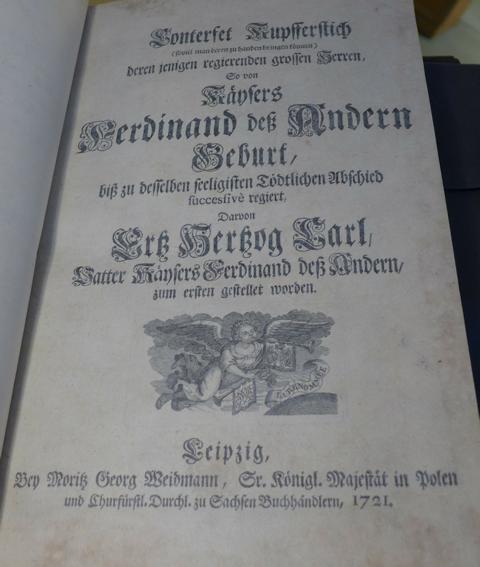 Conterfet Kupfferstich
(soviel man deren zu handen bringen können)
deren jenigen regierenden grossen Herren,
So von
Käysers
Ferdinand deß Andern
Geburt,
biß zu desselben seeligisten Tödtlichen Abschied
successivè regiert,
Darvon
Ertz Hertzog Carl,
Vatter Käysers Ferdinand deß Andern,
zum ersten gestellet worden.
Leipzig,
Bey Moritz Georg Weidmann, Sr. Königl. Majestät in Polen
und Churfürstl. Durchl. zu Sachsen Buchhändlern, 1721.